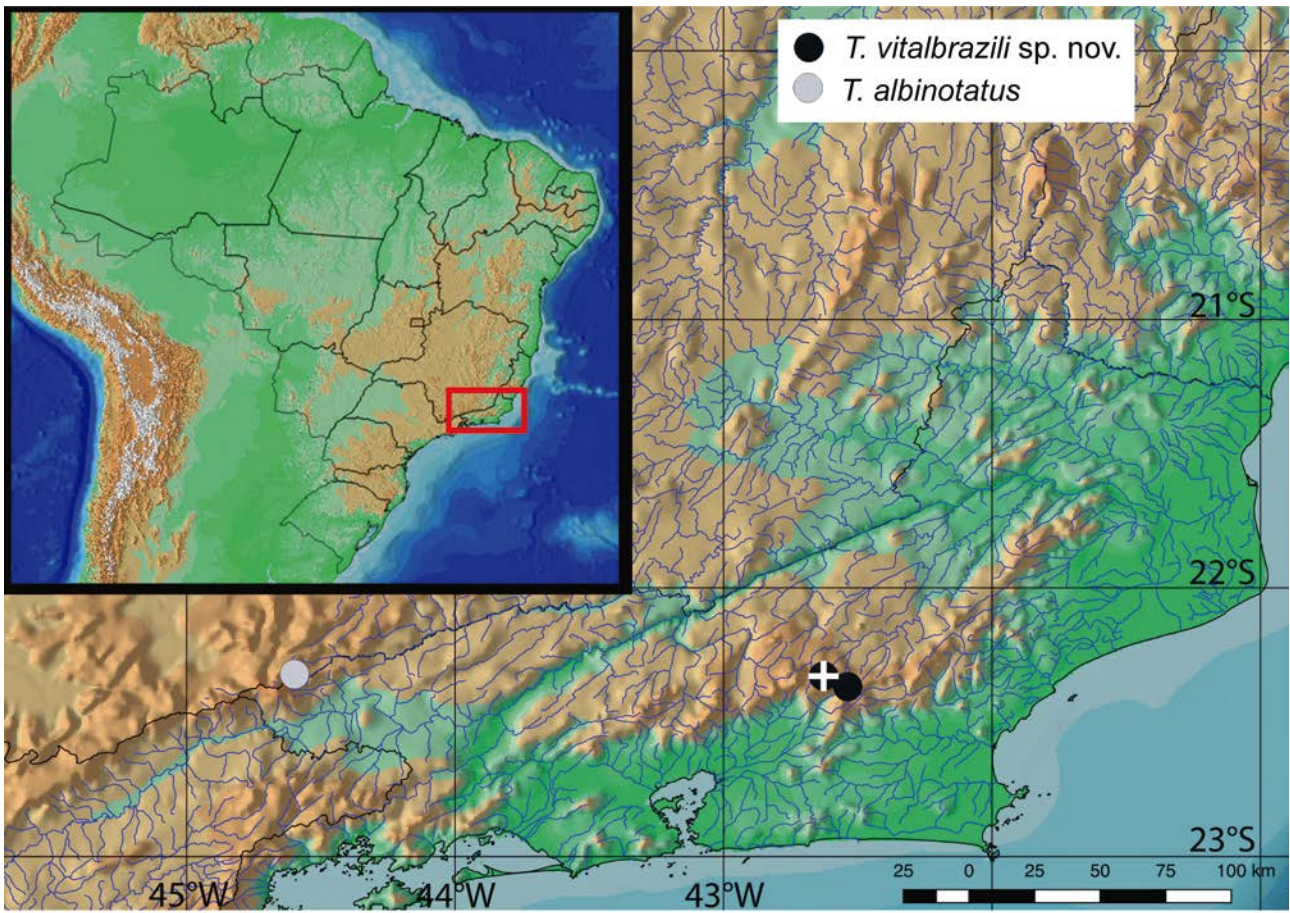 T. vitalbrazili sp. nov.
T. albinotatus
21°S
22°S
23°S
45°W 44°W 43°W
25 0 25 50 75 100 km